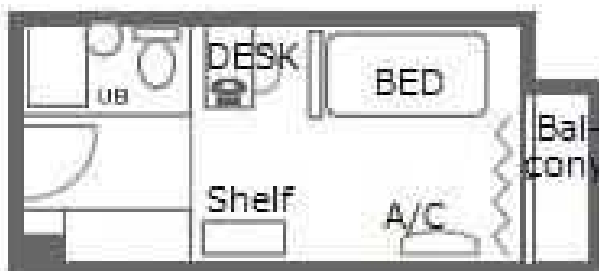 UB
DESK
BED
Bal-
cony
Shelf
A/C